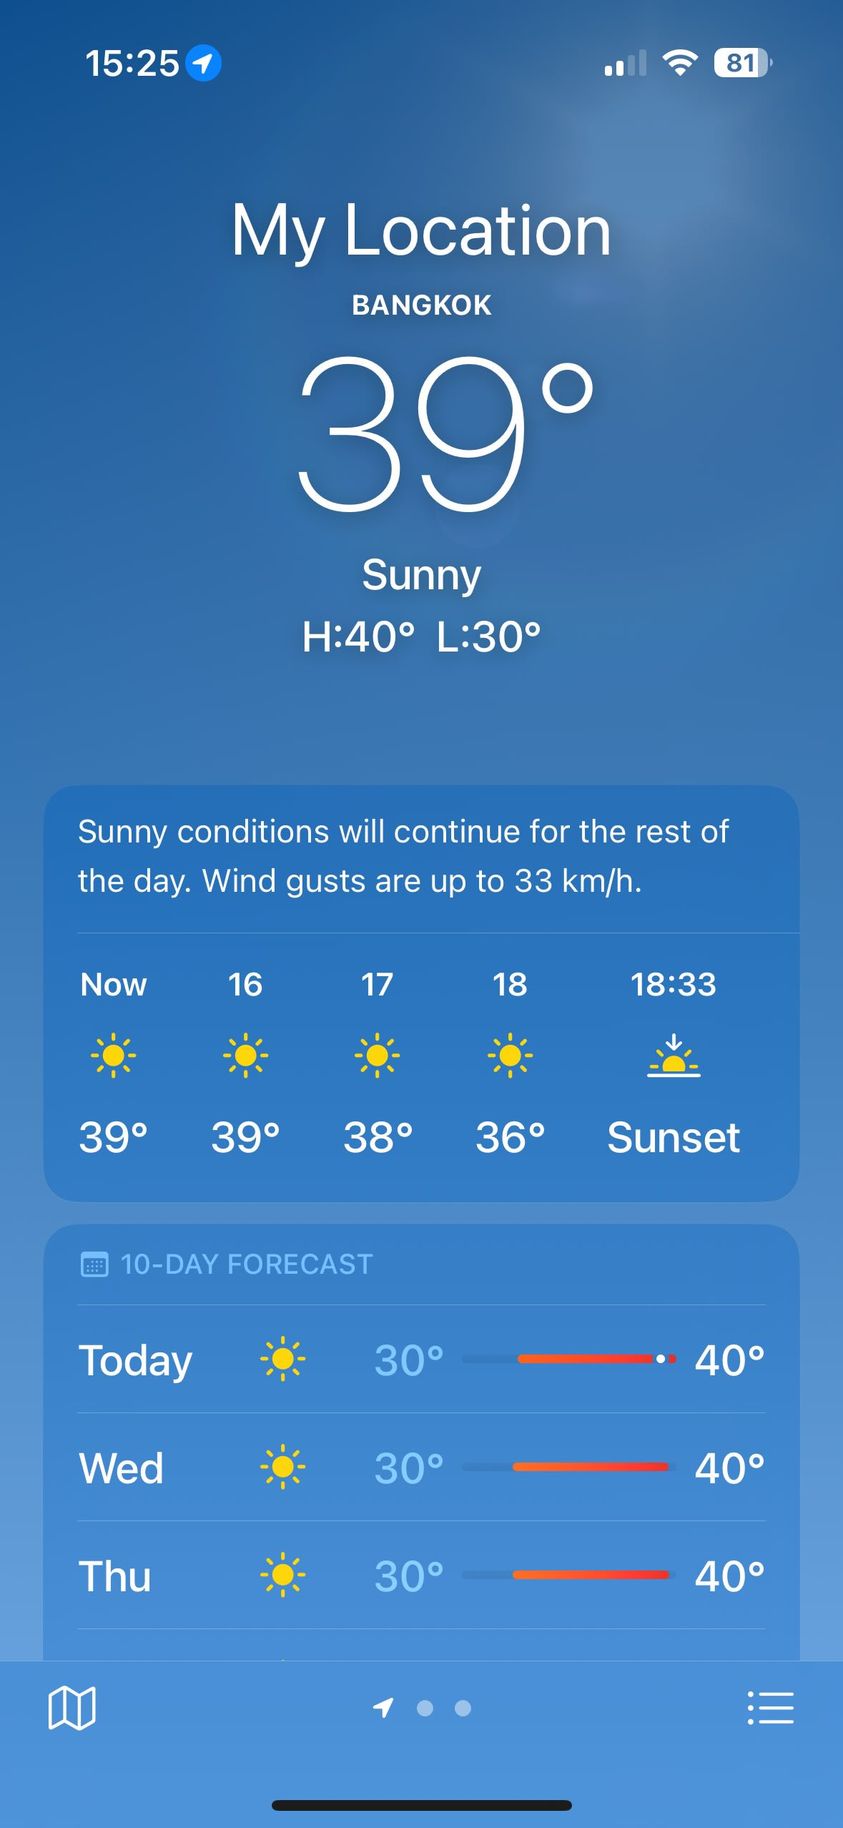 15:25
81
My Location
BANGKOK
39°
Sunny
H:40° L:30°
Sunny conditions will continue for the rest of
the day. Wind gusts are up to 33 km/h.
Now 16 17 18 18:33
39° 39° 38° 36° Sunset
10-DAY FORECAST
Today 30° 40°
Wed 30° 40°
Thu 30° 40°